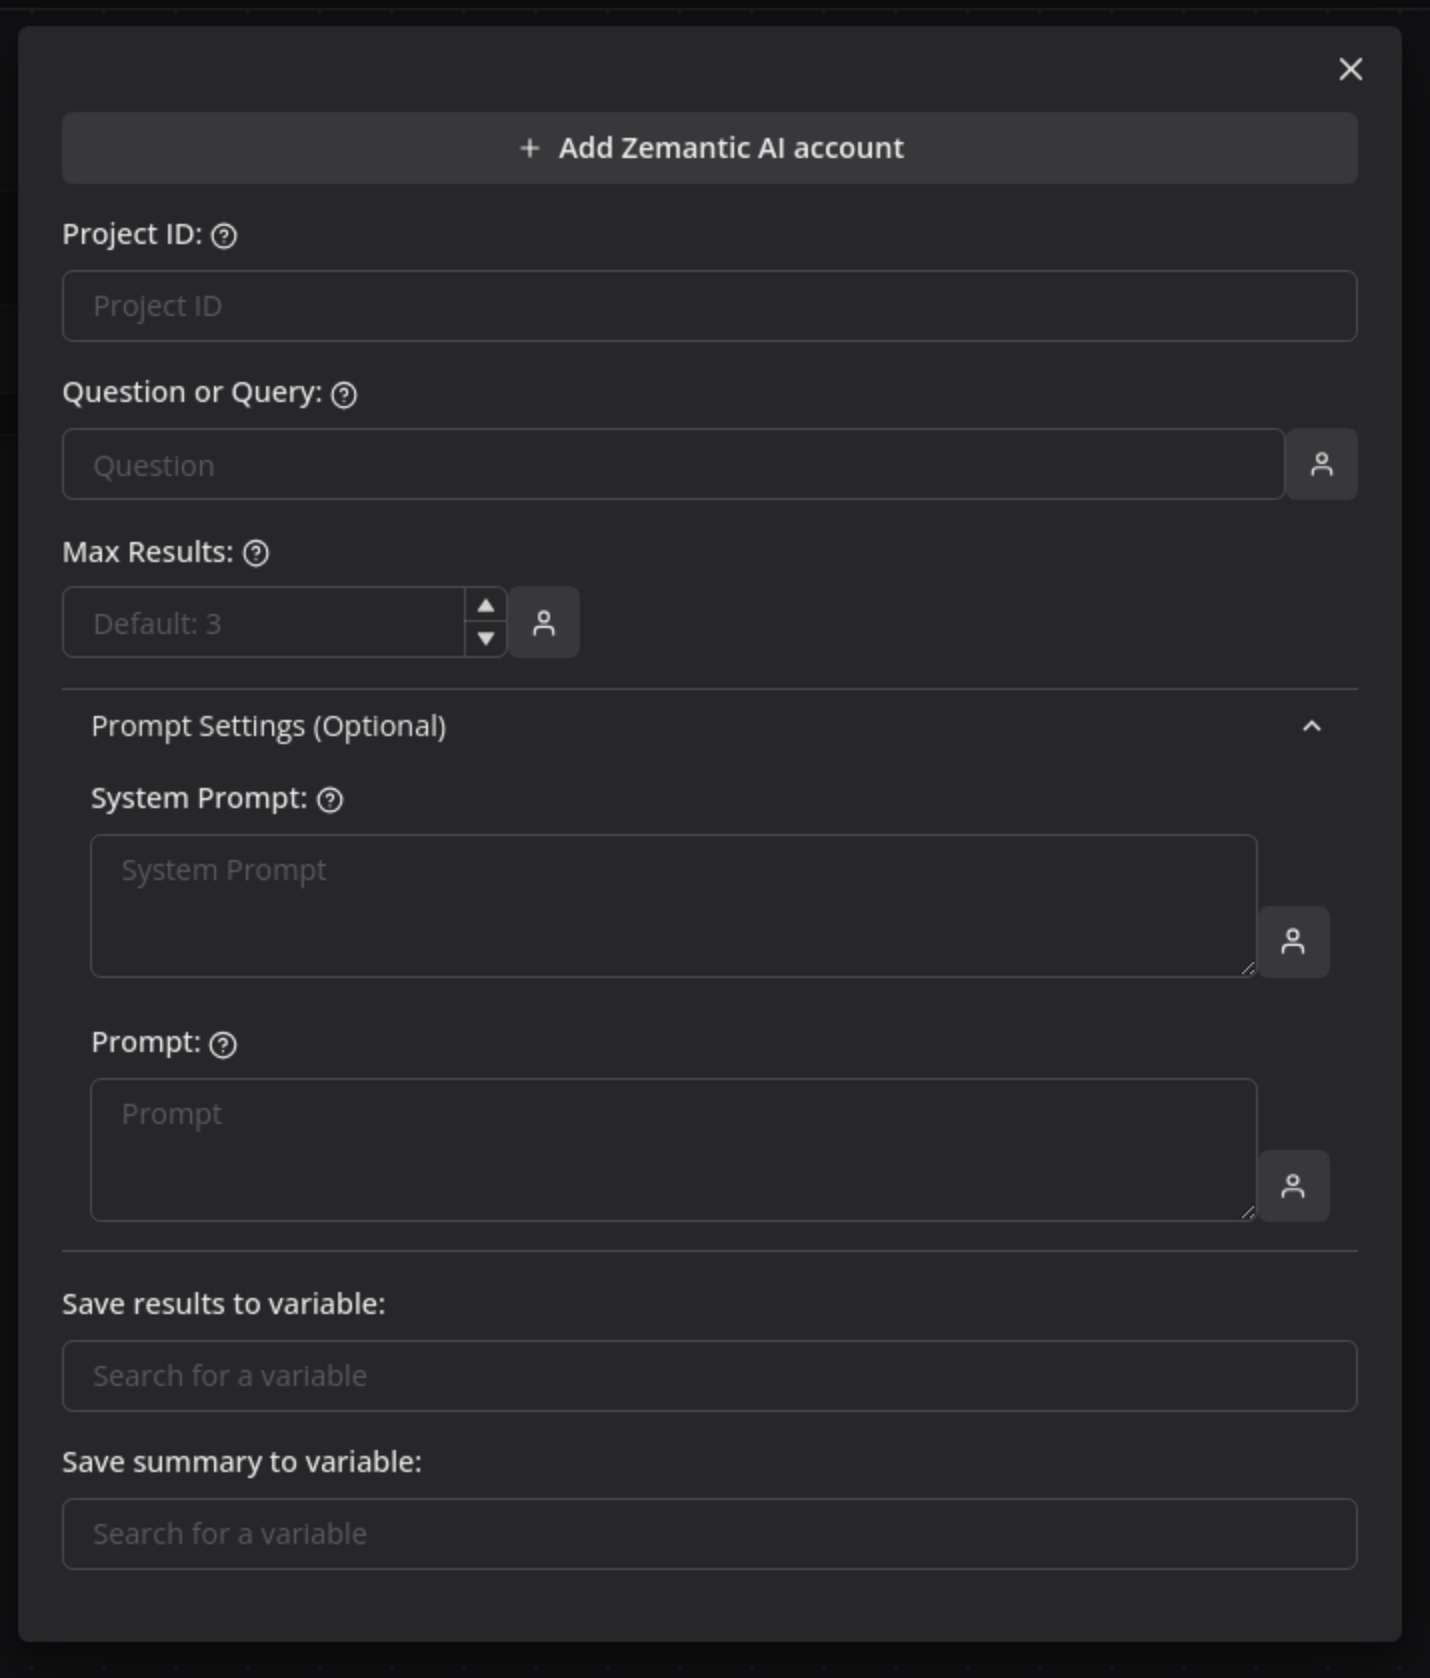 + Add Zemantic AI account
Project ID:
Project ID
Question or Query:
Question
Max Results:
Default: 3
Prompt Settings (Optional)
System Prompt:
System Prompt
Prompt:
Prompt
Save results to variable:
Search for a variable
Save summary to variable:
Search for a variable